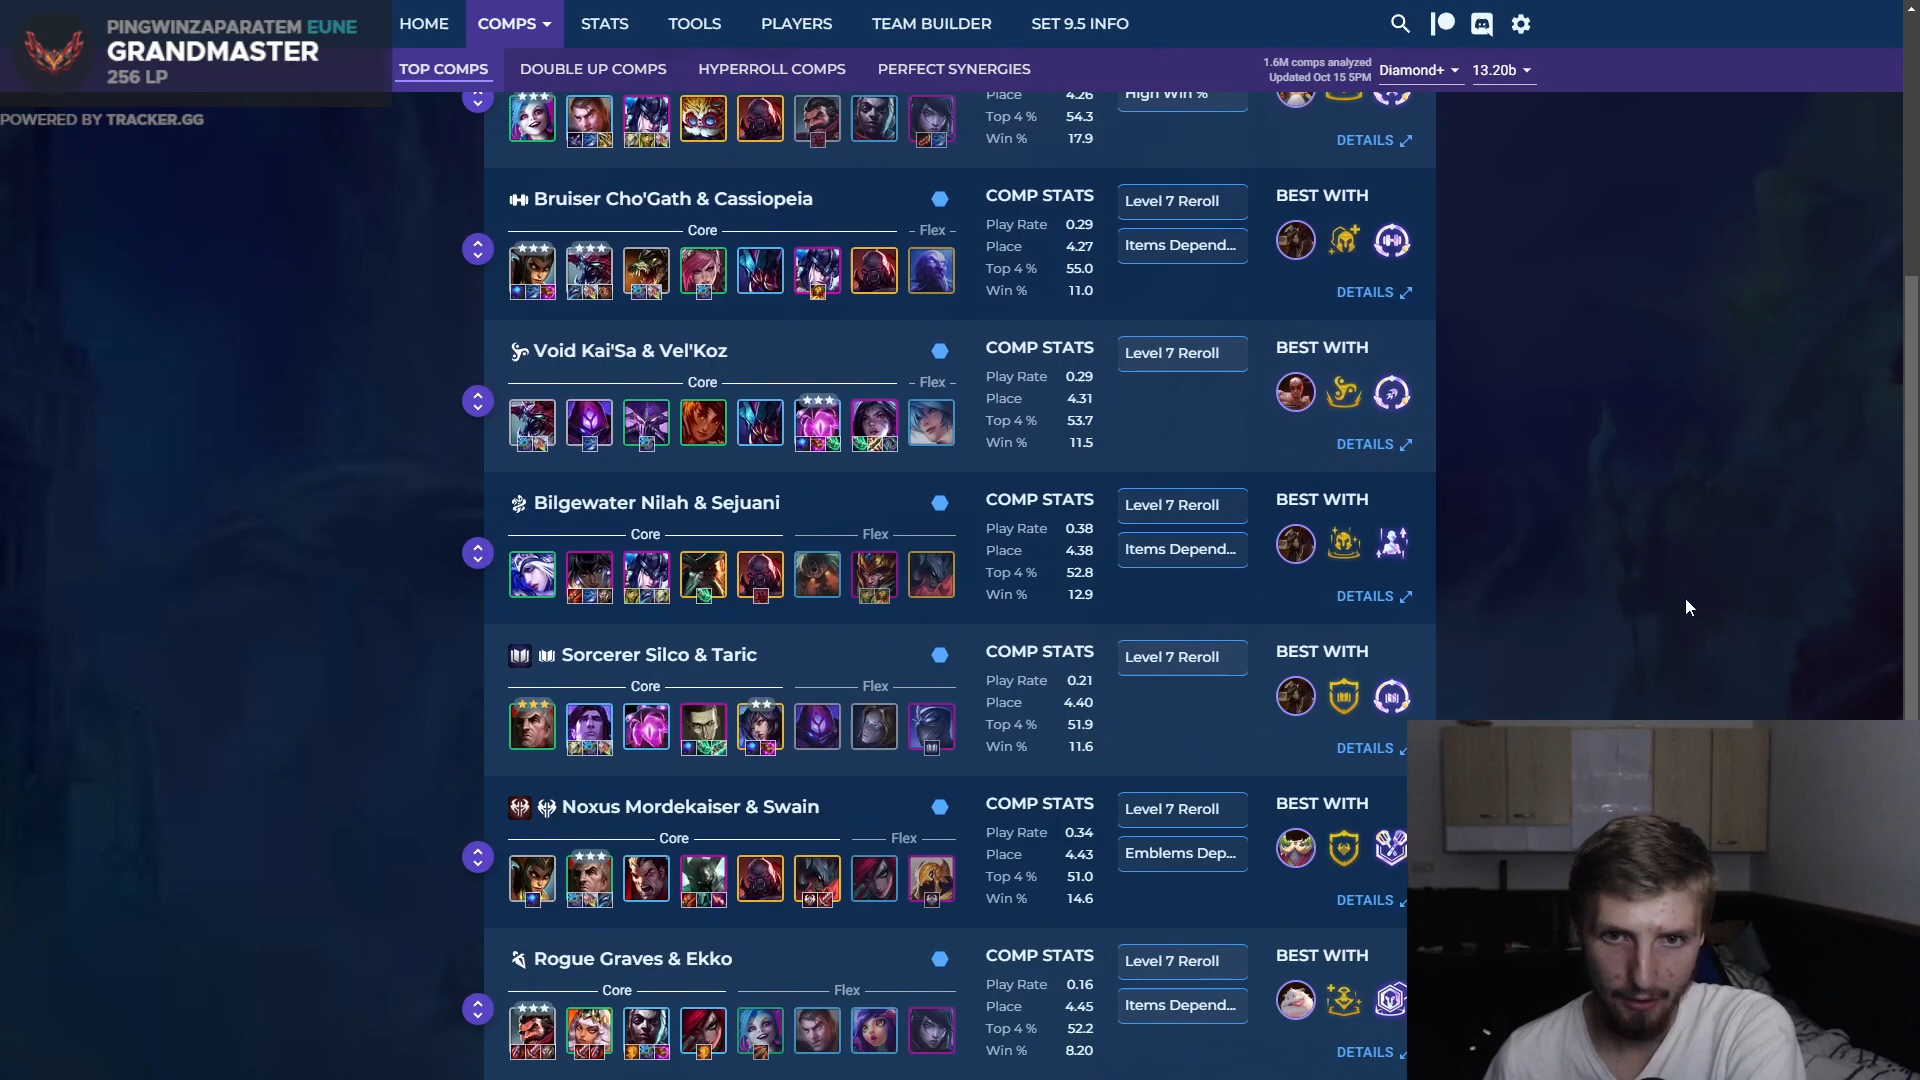 PINGWINZAPARATEM EUNE
GRANDMASTER
256 LP
POWERED BY TRACKER.GG
HOME
COMPS
STATS
TOOLS
PLAYERS
TEAM BUILDER
SET 9.5 INFO
TOP COMPS
DOUBLE UP COMPS
HYPERROLL COMPS
PERFECT SYNERGIES
1.6M comps analyzed
Updated Oct 15 5PM
Diamond+
13.20b
Place 4.26
Top 4 % 54.3
Win % 17.9
High Win %
DETAILS
Bruiser Cho'Gath & Cassiopeia
Core
Flex
COMP STATS
Play Rate 0.29
Place 4.27
Top 4 % 55.0
Win % 11.0
Level 7 Reroll
Items Depend...
BEST WITH
DETAILS
Void Kai'Sa & Vel'Koz
Core
Flex
COMP STATS
Play Rate 0.29
Place 4.31
Top 4 % 53.7
Win % 11.5
Level 7 Reroll
BEST WITH
DETAILS
Bilgewater Nilah & Sejuani
Core
Flex
COMP STATS
Play Rate 0.38
Place 4.38
Top 4 % 52.8
Win % 12.9
Level 7 Reroll
Items Depend...
BEST WITH
DETAILS
Sorcerer Silco & Taric
Core
Flex
COMP STATS
Play Rate 0.21
Place 4.40
Top 4 % 51.9
Win % 11.6
Level 7 Reroll
BEST WITH
DETAILS
Noxus Mordekaiser & Swain
Core
Flex
COMP STATS
Play Rate 0.34
Place 4.43
Top 4 % 51.0
Win % 14.6
Level 7 Reroll
Emblems Dep...
BEST WITH
DETAILS
Rogue Graves & Ekko
Core
Flex
COMP STATS
Play Rate 0.16
Place 4.45
Top 4 % 52.2
Win % 8.20
Level 7 Reroll
Items Depend...
BEST WITH
DETAILS